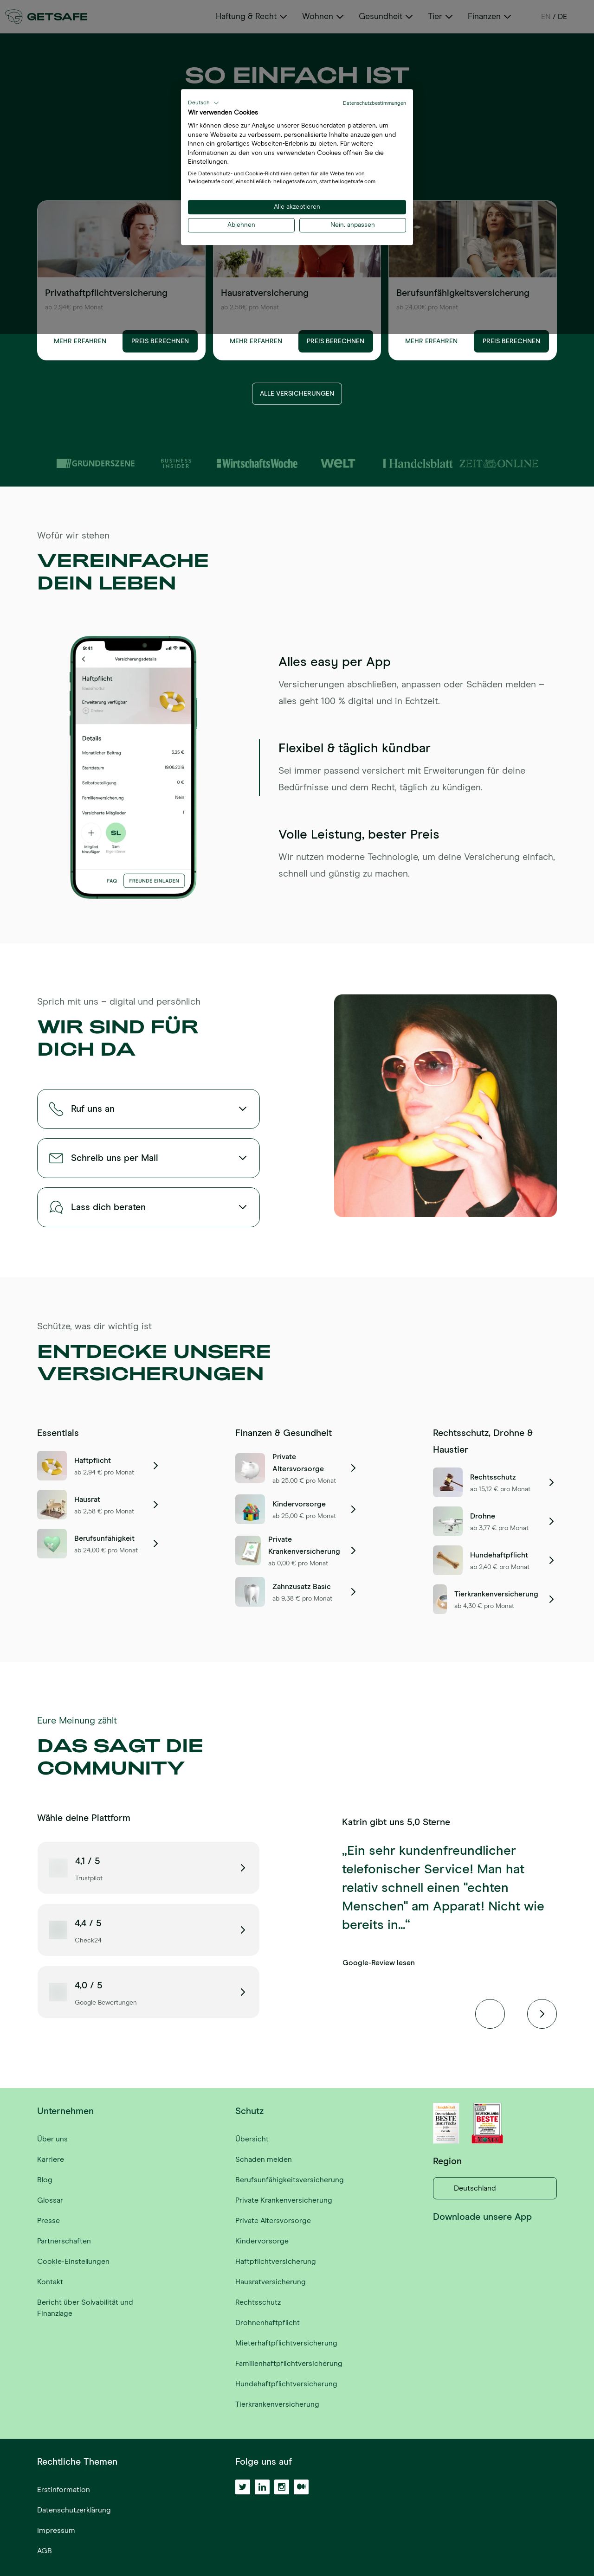 GETSAFE
Haftung & Recht
Wohnen
Gesundheit
Tier
Finanzen
EN / DE
SO EINFACH IST
Deutsch
Datenschutzbestimmungen
Wir verwenden Cookies
Wir können diese zur Analyse unserer Besucherdaten platzieren, um
unsere Webseite zu verbessern, personalisierte Inhalte anzuzeigen und
Ihnen ein großartiges Webseiten-Erlebnis zu bieten. Für weitere
Informationen zu den von uns verwendeten Cookies öffnen Sie die
Einstellungen.
Die Datenschutz- und Cookie-Richtlinien gelten für alle Webseiten von
'hellogetsafe.com', einschließlich: hellogetsafe.com, start.hellogetsafe.com.
Alle akzeptieren
Ablehnen
Nein, anpassen
Privathaftpflichtversicherung
ab 2,94€ pro Monat
MEHR ERFAHREN
PREIS BERECHNEN
Hausratversicherung
ab 2,58€ pro Monat
MEHR ERFAHREN
PREIS BERECHNEN
Berufsunfähigkeitsversicherung
ab 24,00€ pro Monat
MEHR ERFAHREN
PREIS BERECHNEN
ALLE VERSICHERUNGEN
GRÜNDERSZENE
BUSINESS
INSIDER
WirtschaftsWoche
WELT
Handelsblatt
ZEIT ONLINE
Wofür wir stehen
VEREINFACHE
DEIN LEBEN
9:41
Versicherungsdetails
Haftpflicht
Basismodul
Erweiterung verfügbar
Drohne
Details
Monatlicher Beitrag
3,25 €
Startdatum
19.06.2019
Selbstbeteiligung
0 €
Familienversicherung
Nein
Versicherte Mitglieder
1
SL
Mitglied
hinzufügen
Sam
FAQ
FREUNDE EINLADEN
Alles easy per App
Versicherungen abschließen, anpassen oder Schäden melden –
alles geht 100 % digital und in Echtzeit.
Flexibel & täglich kündbar
Sei immer passend versichert mit Erweiterungen für deine
Bedürfnisse und dem Recht, täglich zu kündigen.
Volle Leistung, bester Preis
Wir nutzen moderne Technologie, um deine Versicherung einfach,
schnell und günstig zu machen.
Sprich mit uns – digital und persönlich
WIR SIND FÜR
DICH DA
Ruf uns an
Schreib uns per Mail
Lass dich beraten
Schütze, was dir wichtig ist
ENTDECKE UNSERE
VERSICHERUNGEN
Essentials
Haftpflicht
ab 2,94 € pro Monat
Hausrat
ab 2,58 € pro Monat
Berufsunfähigkeit
ab 24,00 € pro Monat
Finanzen & Gesundheit
Private
Altersvorsorge
ab 25,00 € pro Monat
Kindervorsorge
ab 25,00 € pro Monat
Private
Krankenversicherung
ab 0,00 € pro Monat
Zahnzusatz Basic
ab 9,38 € pro Monat
Rechtsschutz, Drohne &
Haustier
Rechtsschutz
ab 15,12 € pro Monat
Drohne
ab 3,77 € pro Monat
Hundehaftpflicht
ab 2,40 € pro Monat
Tierkrankenversicherung
ab 4,30 € pro Monat
Eure Meinung zählt
DAS SAGT DIE
COMMUNITY
Wähle deine Plattform
4,1 / 5
Trustpilot
4,4 / 5
Check24
4,0 / 5
Google Bewertungen
Katrin gibt uns 5,0 Sterne
„Ein sehr kundenfreundlicher
telefonischer Service! Man hat
relativ schnell einen "echten
Menschen" am Apparat! Nicht wie
bereits in...“
Google-Review lesen
Unternehmen
Über uns
Karriere
Blog
Glossar
Presse
Partnerschaften
Cookie-Einstellungen
Kontakt
Bericht über Solvabilität und
Finanzlage
Schutz
Übersicht
Schaden melden
Berufsunfähigkeitsversicherung
Private Krankenversicherung
Private Altersvorsorge
Kindervorsorge
Haftpflichtversicherung
Hausratversicherung
Rechtsschutz
Drohnenhaftpflicht
Mieterhaftpflichtversicherung
Familienhaftpflichtversicherung
Hundehaftpflichtversicherung
Tierkrankenversicherung
Deutschlands
BESTE
DEUTSCHLANDS
BESTE
Region
Deutschland
Downloade unsere App
Rechtliche Themen
Erstinformation
Datenschutzerklärung
Impressum
AGB
Folge uns auf